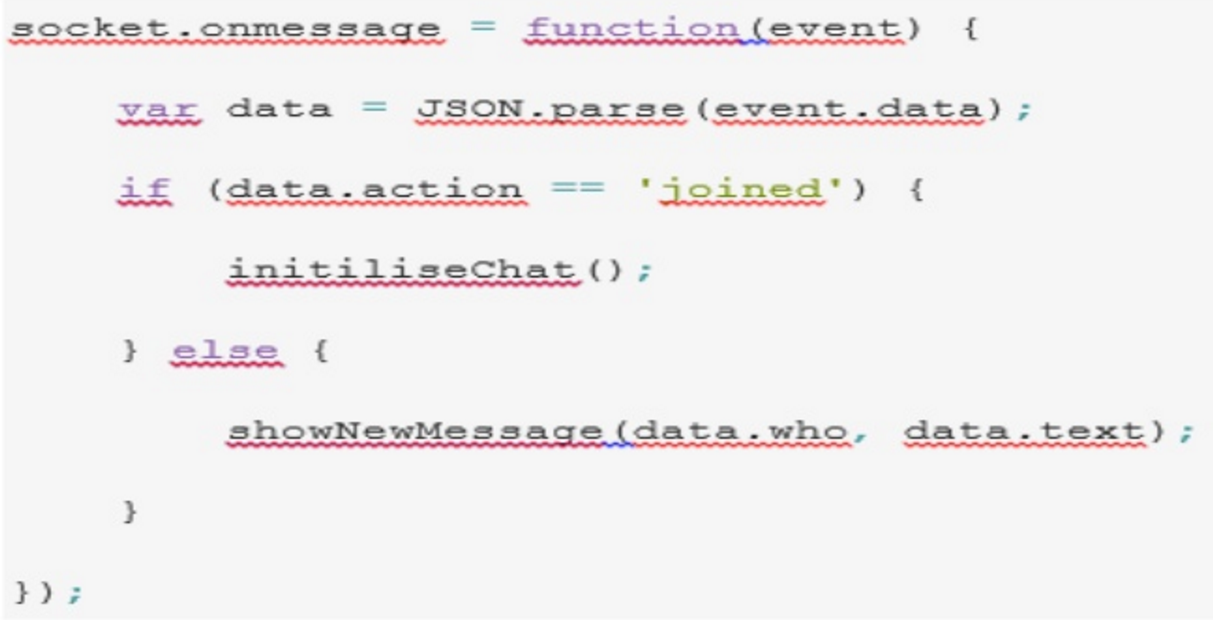 socket.onmessage = function(event) {
var data = JSON.parse(event.data);
if (data.action == 'joined') {
initiliseChat();
} else {
showNewMessage(data.who, data.text);
}
});